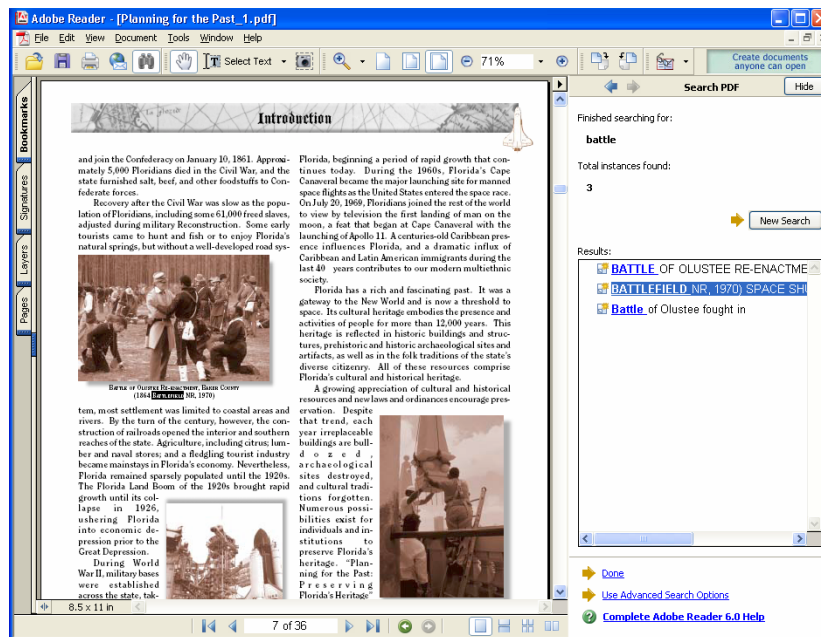 Adobe Reader - [Planning for the Past_1.pdf]
File Edit View Document Tools Window Help
Select Text
71%
Create documents
anyone can open
Bookmarks
Signatures
Layers
Pages
Introduction
and join the Confederacy on January 10, 1861. Approxi-
mately 5,000 Floridians died in the Civil War, and the
state furnished salt, beef, and other foodstuffs to Con-
federate forces.
Recovery after the Civil War was slow as the popu-
lation of Floridians, including some 61,000 freed slaves,
adjusted during military Reconstruction. Some early
tourists came to hunt and fish or to enjoy Florida's
natural springs, but without a well-developed road sys-
BATTLE OF OLUSTEE RE-ENACTMENT, BAKER COUNTY
(1864 BATTLEFIELD NR, 1970)
tem, most settlement was limited to coastal areas and
rivers. By the turn of the century, however, the con-
struction of railroads opened the interior and southern
reaches of the state. Agriculture, including citrus; lum-
ber and naval stores; and a fledgling tourist industry
became mainstays in Florida's economy. Nevertheless,
Florida remained sparsely populated until the 1920s.
The Florida Land Boom of the 1920s brought rapid
growth until its col-
lapse in 1926,
ushering Florida
into economic de-
pression prior to the
Great Depression.
During World
War II, military bases
were established
across the state, tak-
Florida, beginning a period of rapid growth that con-
tinues today. During the 1960s, Florida's Cape
Canaveral became the major launching site for manned
space flights as the United States entered the space race.
On July 20, 1969, Floridians joined the rest of the world
to view by television the first landing of man on the
moon, a feat that began at Cape Canaveral with the
launching of Apollo 11. A centuries-old Caribbean pres-
ence influences Florida, and a dramatic influx of
Caribbean and Latin American immigrants during the
last 40 years contributes to our modern multiethnic
society.
Florida has a rich and fascinating past. It was a
gateway to the New World and is now a threshold to
space. Its cultural heritage embodies the presence and
activities of people for more than 12,000 years. This
heritage is reflected in historic buildings and struc-
tures, prehistoric and historic archaeological sites and
artifacts, as well as in the folk traditions of the state's
diverse citizenry. All of these resources comprise
Florida's cultural and historical heritage.
A growing appreciation of cultural and historical
resources and new laws and ordinances encourage pres-
ervation. Despite
that trend, each
year irreplaceable
buildings are bull-
dozed,
archaeological
sites destroyed,
and cultural tradi-
tions forgotten.
Numerous possi-
bilities exist for
individuals and in-
stitutions to
preserve Florida's
heritage. "Plan-
ning for the Past:
Preserving
Florida's Heritage"
8.5 x 11 in
7 of 36
Search PDF
Hide
Finished searching for:
battle
Total instances found:
3
New Search
Results:
BATTLE OF OLUSTEE RE-ENACTME
BATTLEFIELD NR, 1970) SPACE SHU
Battle of Olustee fought in
Done
Use Advanced Search Options
Complete Adobe Reader 6.0 Help